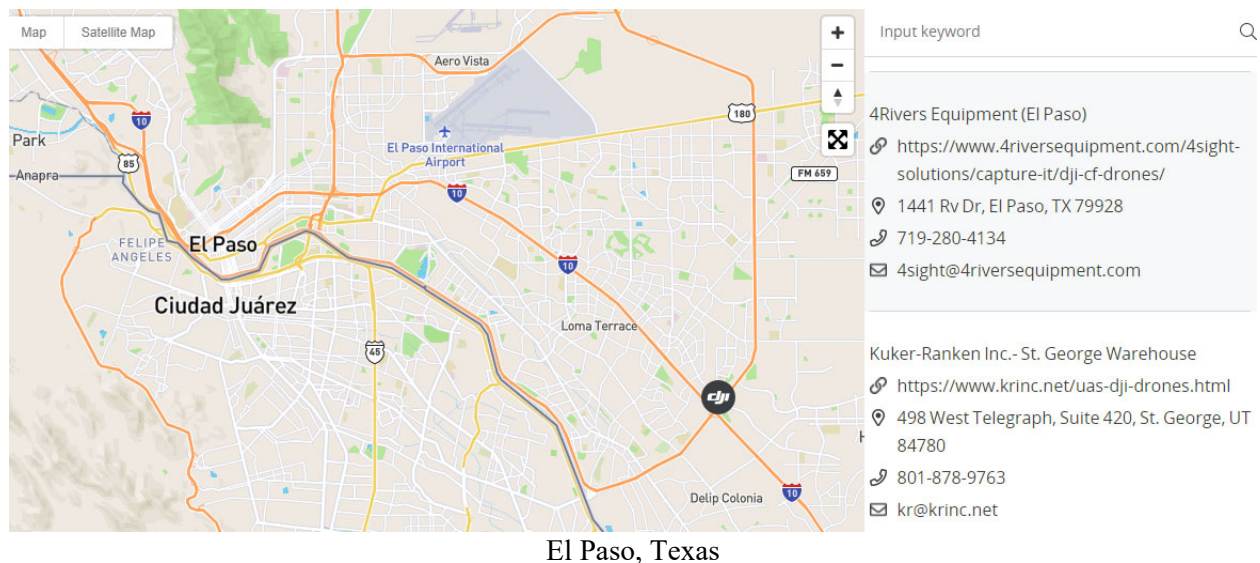 Map
Satellite Map
Input keyword
Aero Vista
10
180
Park
85
El Paso International
Airport
FM 659
Anapra
10
FELIPE
ANGELES
El Paso
10
Ciudad Juárez
Loma Terrace
45
dji
10
Delip Colonia
4Rivers Equipment (El Paso)
https://www.4riversequipment.com/4sight-
solutions/capture-it/dji-cf-drones/
1441 Rv Dr, El Paso, TX 79928
719-280-4134
4sight@4riversequipment.com
Kuker-Ranken Inc.- St. George Warehouse
https://www.krinc.net/uas-dji-drones.html
498 West Telegraph, Suite 420, St. George, UT
84780
801-878-9763
kr@krinc.net
El Paso, Texas